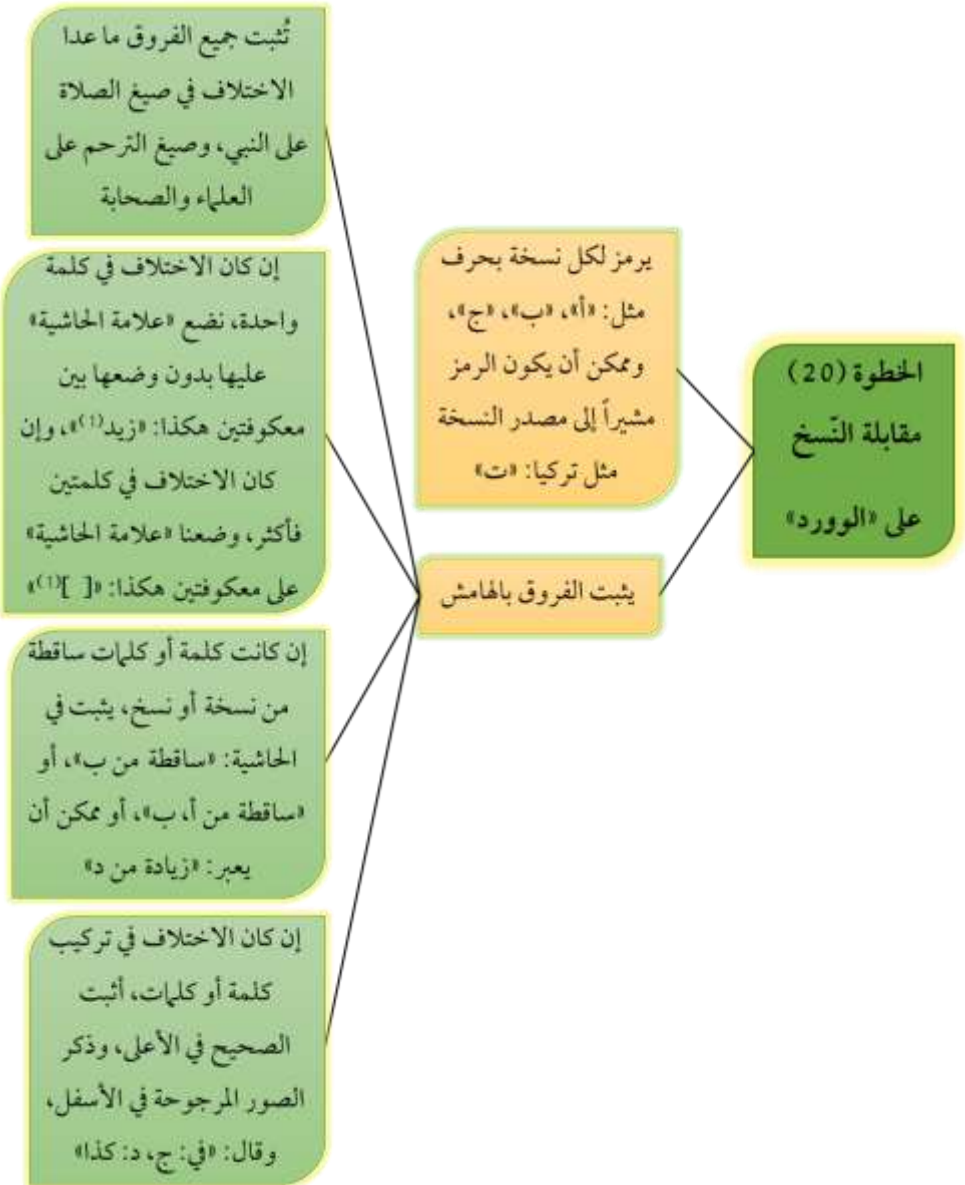 الخطوة (20)
مقابلة النّسخ
على «الوورد»
يرمز لكل نسخة بحرف
مثل: «أ»، «ب»، «ج»،
وممكن أن يكون الرمز
مشيراً إلى مصدر النسخة
مثل تركيا: «ت»
يثبت الفروق بالهامش
تُثبت جميع الفروق ما عدا
الاختلاف في صيغ الصلاة
على النبي، وصيغ الترحم على
العلماء والصحابة
إن كان الاختلاف في كلمة
واحدة، نضع «علامة الحاشية»
عليها بدون وضعها بين
معكوفتين هكذا: «زيد(1)»، وإن
كان الاختلاف في كلمتين
فأكثر، وضعنا «علامة الحاشية»
على معكوفتين هكذا: «[ ](1)»
إن كانت كلمة أو كلمات ساقطة
من نسخة أو نسخ، يثبت في
الحاشية: «ساقطة من ب»، أو
«ساقطة من أ، ب»، أو ممكن أن
يعبر: «زيادة من د»
إن كان الاختلاف في تركيب
كلمة أو كلمات، أثبت
الصحيح في الأعلى، وذكر
الصور المرجوحة في الأسفل،
وقال: «في: ج، د: كذا»